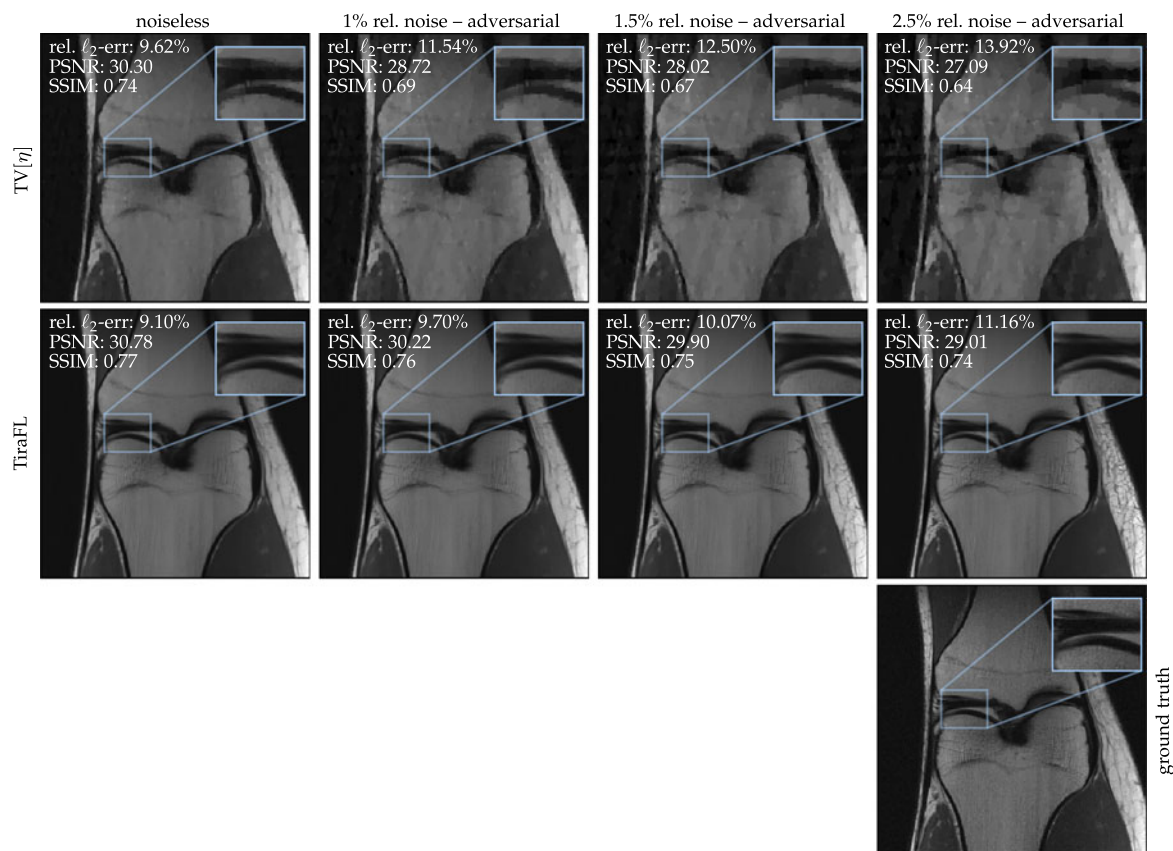 noiseless
1% rel. noise – adversarial
1.5% rel. noise – adversarial
2.5% rel. noise – adversarial
TV[η]
rel. ℓ₂-err: 9.62%
PSNR: 30.30
SSIM: 0.74
rel. ℓ₂-err: 11.54%
PSNR: 28.72
SSIM: 0.69
rel. ℓ₂-err: 12.50%
PSNR: 28.02
SSIM: 0.67
rel. ℓ₂-err: 13.92%
PSNR: 27.09
SSIM: 0.64
TiraFL
rel. ℓ₂-err: 9.10%
PSNR: 30.78
SSIM: 0.77
rel. ℓ₂-err: 9.70%
PSNR: 30.22
SSIM: 0.76
rel. ℓ₂-err: 10.07%
PSNR: 29.90
SSIM: 0.75
rel. ℓ₂-err: 11.16%
PSNR: 29.01
SSIM: 0.74
ground truth